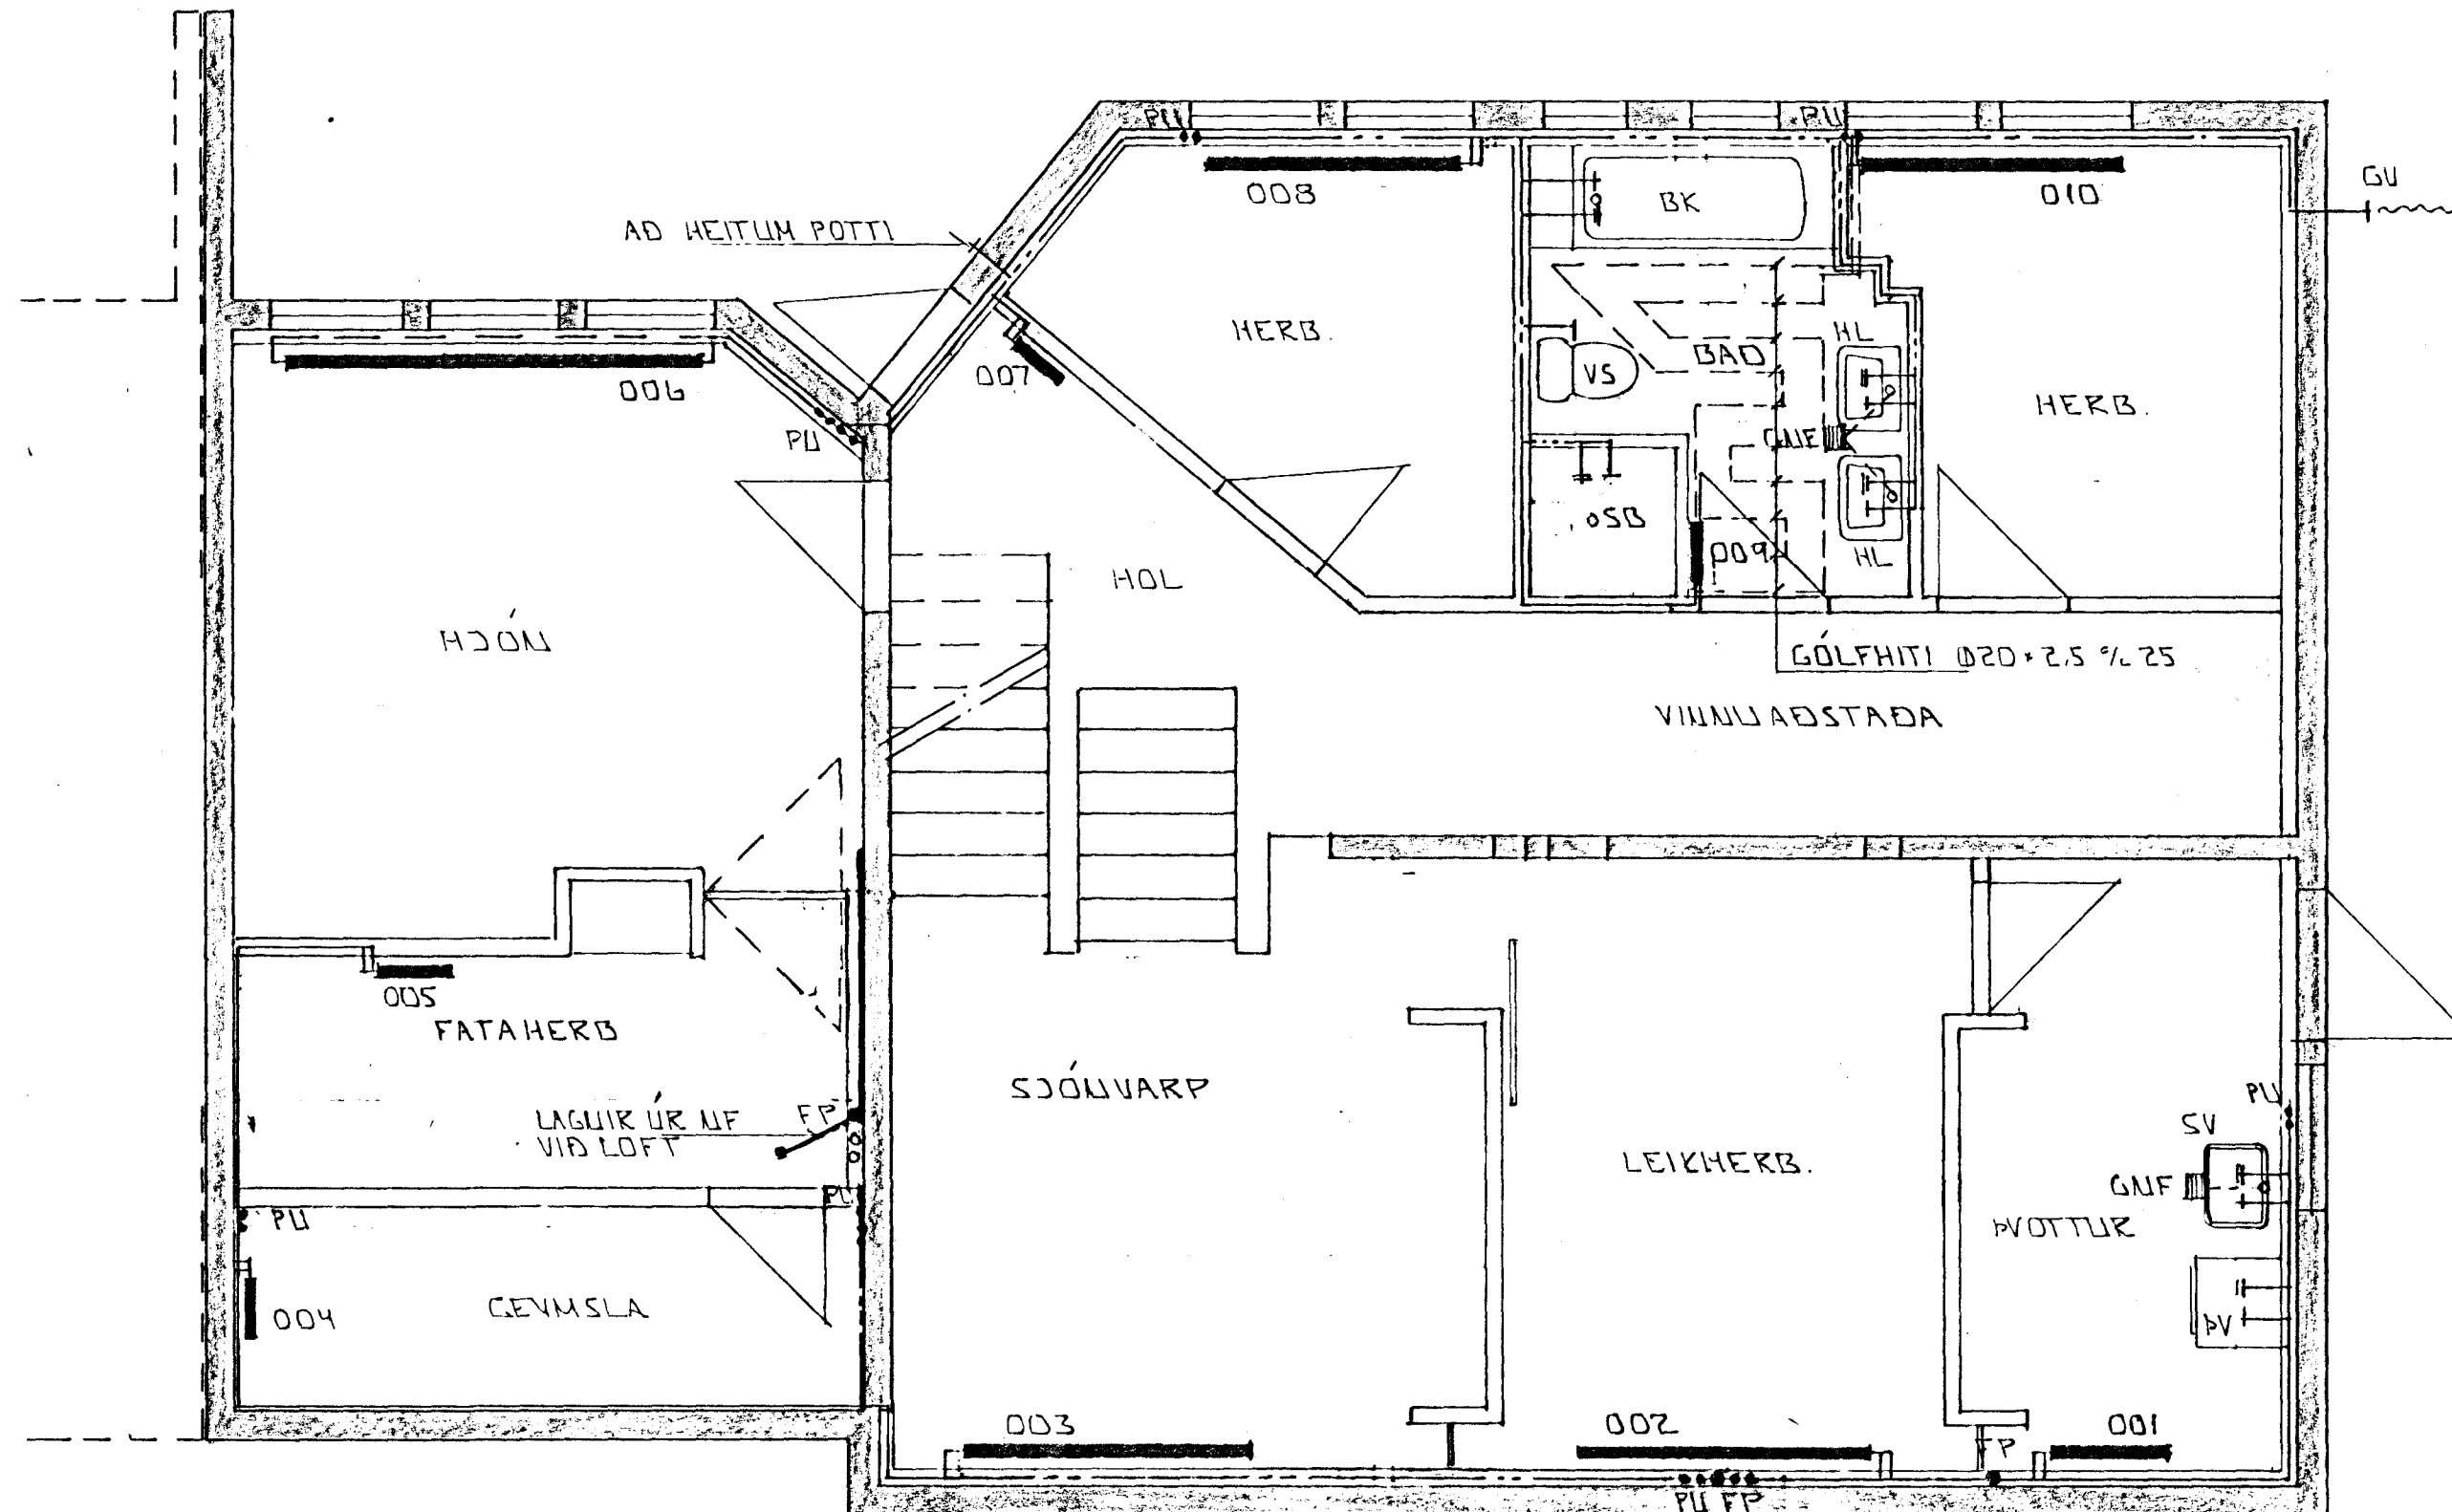 PU
PU
008
BK
010
GU
AÐ HEITUM POTTI
HERB.
HL
BAÐ
007
VS
006
HERB.
PU
GNF
SB
009
HL
HOL
HJÓN
GÓLFHITI Ø20*2,5 % 25
VINNUAÐSTAÐA
005
FATAHERB
SJÓNVARP
LAGNIR ÚR NF
VIÐ LOFT
FP
PU
SV
LEIKHERB.
GNF
PU
PU
ÞVOTTUR
004
GEYMSLA
ÞV
003
002
001
FP
PU FP